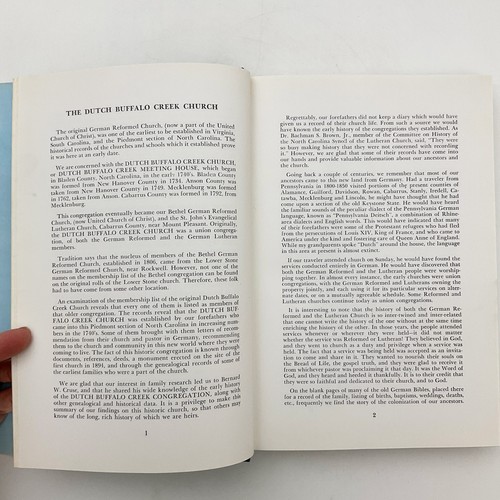 THE DUTCH BUFFALO CREEK CHURCH
The original German Reformed Church, (now a part of the United
Church of Christ), was one of the earliest to be established in Virginia,
South Carolina, and the Piedmont section of North Carolina. The
historical records of the churches and schools which it established prove
it was here at an early date.
We are concerned with the DUTCH BUFFALO CREEK CHURCH,
or DUTCH BUFFALO CREEK MEETING HOUSE, which began
in Bladen County, North Carolina, in the early 1740's. Bladen County
was formed from New Hanover County in 1734. Anson County was
formed from New Hanover County in 1749. Mecklenburg was formed
in 1762, taken from Anson. Cabarrus County was formed in 1792, from
Mecklenburg.
This congregation eventually became our Bethel German Reformed
Church, (now United Church of Christ), and the St. John's Evangelical
Lutheran Church, Cabarrus County, near Mount Pleasant. Originally,
the DUTCH BUFFALO CREEK CHURCH was a union congrega-
tion, of both the German Reformed and the German Lutheran
members.
Tradition says that the nucleus of members of the Bethel German
Reformed Church, established in 1806, came from the Lower Stone
German Reformed Church, near Rockwell. However, not one of the
names on the membership list of the Bethel congregation can be found
on the original rolls of the Lower Stone church. Therefore, these folk
had to have come from some other location.
An examination of the membership list of the original Dutch Buffalo
Creek Church reveals that every one of them is listed as members of
that older congregation. The records reveal that the DUTCH BUF-
FALO CREEK CHURCH was established by our forefathers who
came into this Piedmont section of North Carolina in increasing num-
bers in the 1740's. Some of them brought with them letters of recom-
mendation from their church and pastor in Germany, recommending
them to the church and community in this new world where they were
coming to live. The fact of this historic congregation is known through
documents, references, deeds, a monument erected on the site of the
first church in 1894, and through the genealogical records of some of
the earliest families who were a part of the church.
We are glad that our interest in family research led us to Bernard
W. Cruse, and that he shared his wide knowledge of the early history
of the DUTCH BUFFALO CREEK CONGREGATION, along with
other genealogical and historical data. It is a privilege to make this
summary of our findings on this historic church, so that others may
know of the long, rich history of which we are heirs.
1
Regrettably, our forefathers did not keep a diary which would have
given us a record of their church life. From such a source we would
have known the early history of the congregations they established. As
Dr. Bachman S. Brown, Jr., member of the Committee on History of
the North Carolina Synod of the Lutheran Church, said, "They were
so busy making history that they were not concerned with recording
it." However, we are glad that some of their records have come into
our hands and provide valuable information about our ancestors and
the church.
Going back a couple of centuries, we remember that most of our
forefathers were immigrants from Germany. Had a traveler from
Pennsylvania in 1800-1850 visited portions of the present counties of
Alamance, Guilford, Davidson, Rowan, Cabarrus, Stanly, Iredell, Ca-
tawba, Mecklenburg and Lincoln, he might have thought that he had
come upon a section of the old Keystone State. He would have found
there similarities of the peculiar dialect of the Pennsylvania German
language, known as "Pennsylvania Deitsch", a combination of Rhine-
area dialects and English. There would have been indications that many
of their forefathers were some of the Protestant refugees who had fled
from the persecutions of Louis XIV, King of France, and who came to
America under the kind and fostering care of Queen Anne of England.
While my grandparents spoke "Dutch" around the house, the language
in this area at present is almost extinct.
If our traveler attended church on Sunday, he would have found the
services conducted entirely in German. He would have discovered that
both the German Reformed and the Lutheran people were worship-
ping together. In almost every instance, the early churches were union
congregations, with the German Reformed and Lutherans owning the
property jointly, and each using it for its particular services on alter-
nate dates, or on a mutually agreeable schedule. Some Reformed and
Lutheran churches continue today as union congregations.
It is necessary to bear in mind that the history of both the German Re-
formed and the Lutheran Church is so inter-twined and inter-related
that one cannot write the history of the one without at the same time
enriching the history of the other. In those years, the people attended
services whenever or wherever they were held—it did not matter
whether the service was Reformed or Lutheran! They believed in God,
and they went to church every time a divine worship service was
held. The fact that a service was being held was accepted as an invita-
tion to come and share in it. They wanted to nourish their souls on
the Bread of Life, the gospel of Christ, and they were glad to receive it
from whichever pastor was proclaiming it that day. It was the Word of
God, and they heard and heeded it thankfully. It is to their credit that
they were as faithful and dedicated to their church, and so God.
On the blank pages of many of the old German Bibles, placed there
for a record of the family, listing of births, baptisms, weddings, deaths,
etc., frequently we find the story of the colonization of our ancestors.
2